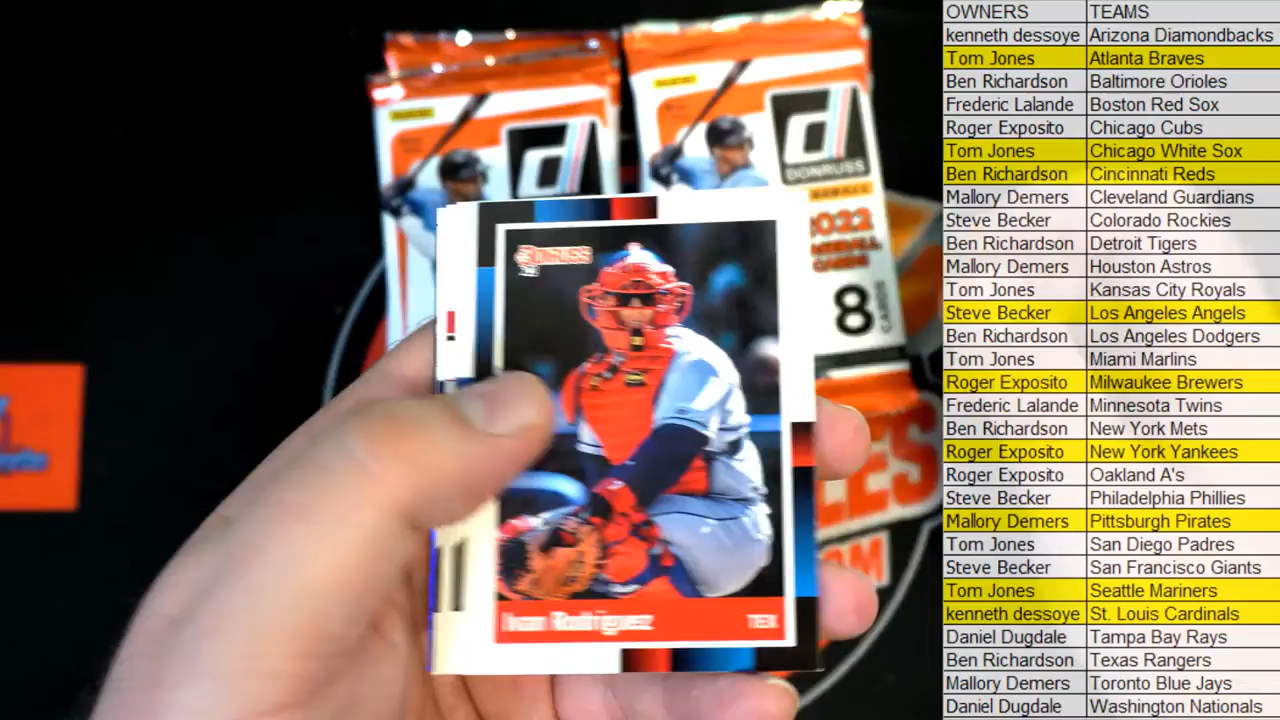 DONRUSS
BASEBALL
2022
BASEBALL
CARDS
8
CARDS
DONRUSS
Ivan Rodriguez TEX
OWNERS TEAMS
kenneth dessoye Arizona Diamondbacks
Tom Jones Atlanta Braves
Ben Richardson Baltimore Orioles
Frederic Lalande Boston Red Sox
Roger Exposito Chicago Cubs
Tom Jones Chicago White Sox
Ben Richardson Cincinnati Reds
Mallory Demers Cleveland Guardians
Steve Becker Colorado Rockies
Ben Richardson Detroit Tigers
Mallory Demers Houston Astros
Tom Jones Kansas City Royals
Steve Becker Los Angeles Angels
Ben Richardson Los Angeles Dodgers
Tom Jones Miami Marlins
Roger Exposito Milwaukee Brewers
Frederic Lalande Minnesota Twins
Ben Richardson New York Mets
Roger Exposito New York Yankees
Roger Exposito Oakland A's
Steve Becker Philadelphia Phillies
Mallory Demers Pittsburgh Pirates
Tom Jones San Diego Padres
Steve Becker San Francisco Giants
Tom Jones Seattle Mariners
kenneth dessoye St. Louis Cardinals
Daniel Dugdale Tampa Bay Rays
Ben Richardson Texas Rangers
Mallory Demers Toronto Blue Jays
Daniel Dugdale Washington Nationals